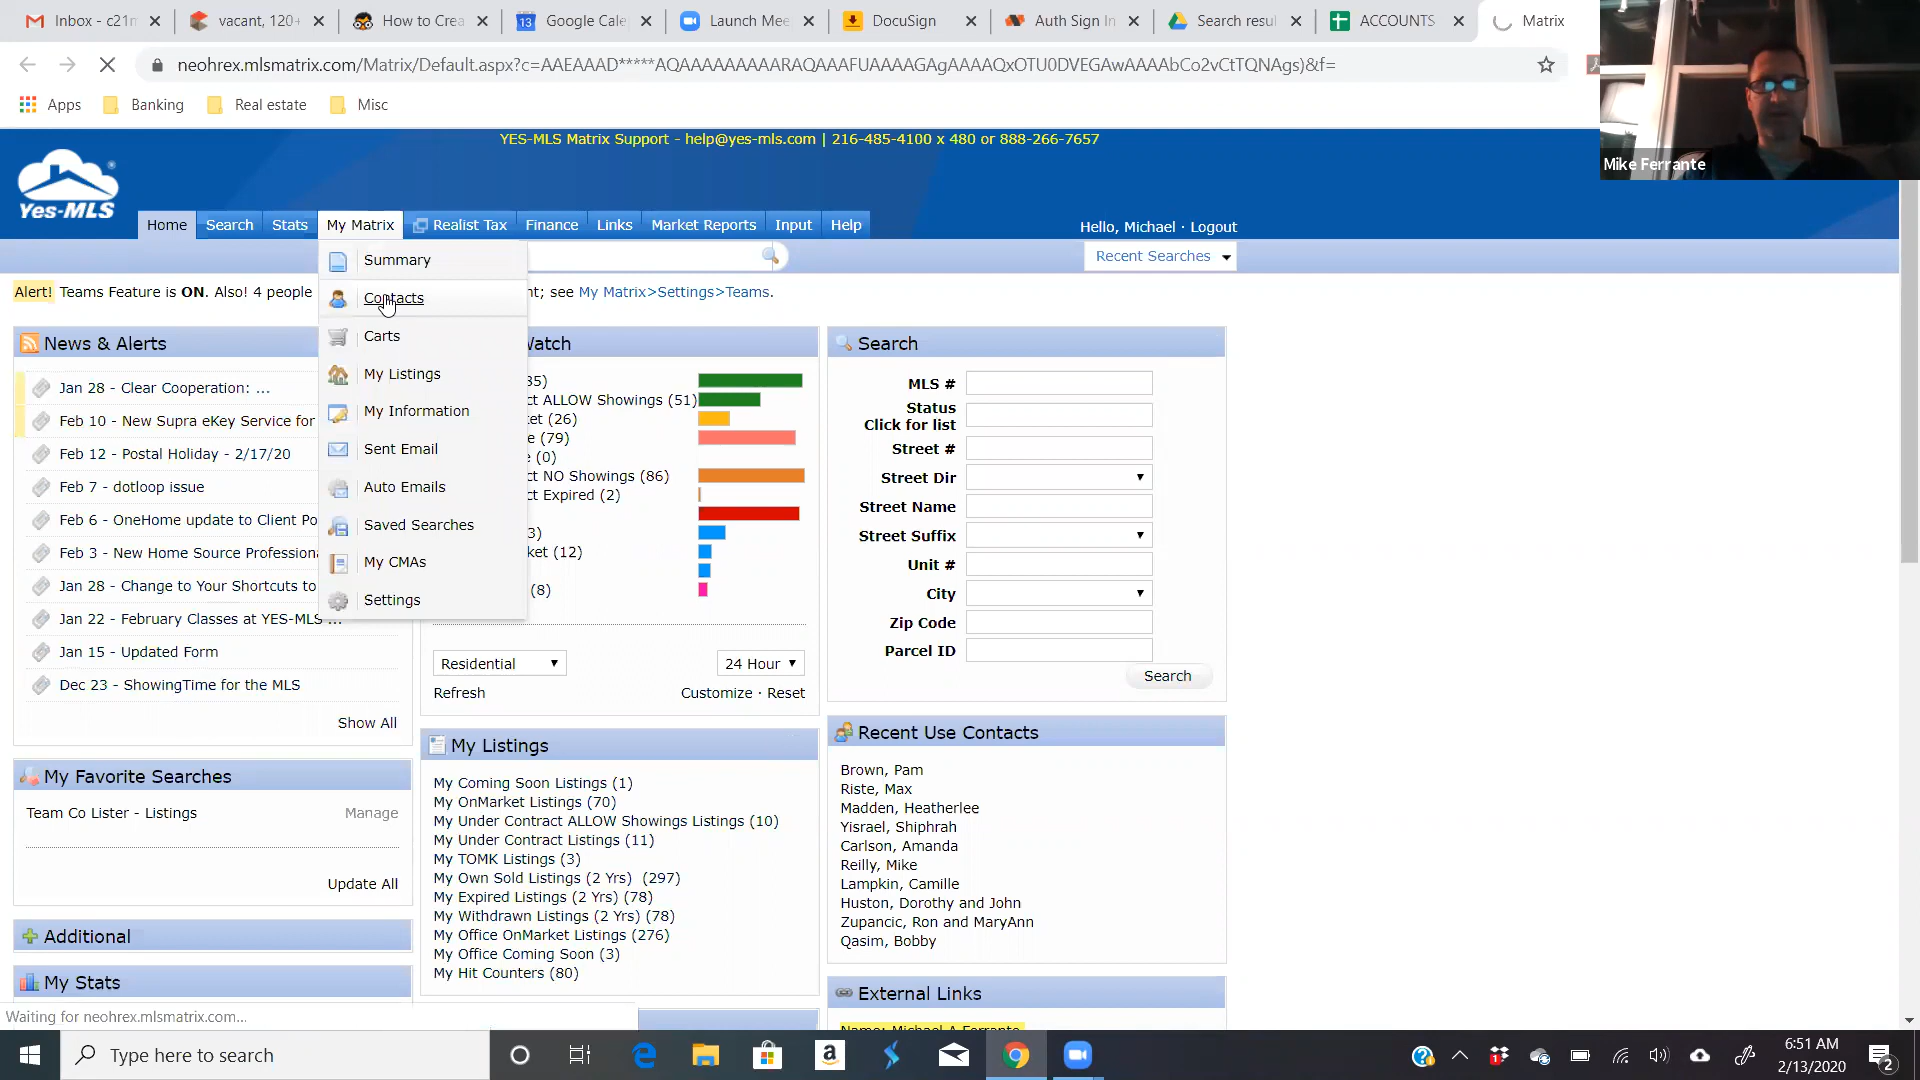 Inbox - c21m
vacant, 120+
How to Crea
Google Cale
Launch Mee
DocuSign
Auth Sign In
Search resul
ACCOUNTS
Matrix
neohrex.mlsmatrix.com/Matrix/Default.aspx?c=AAEAAAD*****AQAAAAAAAAARAQAAAFUAAAAGAgAAAAQxOTU0DVEGAwAAAAbCo2vCtTQNAgs)&f=
Apps
Banking
Real estate
Misc
Mike Ferrante
YES-MLS Matrix Support - help@yes-mls.com | 216-485-4100 x 480 or 888-266-7657
Yes-MLS
Home
Search
Stats
My Matrix
Realist Tax
Finance
Links
Market Reports
Input
Help
Hello, Michael · Logout
Recent Searches
Alert! Teams Feature is ON. Also! 4 people
nt; see My Matrix>Settings>Teams.
Summary
Contacts
Carts
My Listings
My Information
Sent Email
Auto Emails
Saved Searches
My CMAs
Settings
News & Alerts
Jan 28 - Clear Cooperation: ...
Feb 10 - New Supra eKey Service for
Feb 12 - Postal Holiday - 2/17/20
Feb 7 - dotloop issue
Feb 6 - OneHome update to Client Po
Feb 3 - New Home Source Professiona
Jan 28 - Change to Your Shortcuts to
Jan 22 - February Classes at YES-MLS ...
Jan 15 - Updated Form
Dec 23 - ShowingTime for the MLS
Show All
My Favorite Searches
Team Co Lister - Listings
Manage
Update All
Additional
My Stats
Watch
35)
ct ALLOW Showings (51)
et (26)
e (79)
e (0)
ct NO Showings (86)
ct Expired (2)
3)
ket (12)
(8)
Residential
24 Hour
Refresh
Customize · Reset
My Listings
My Coming Soon Listings (1)
My OnMarket Listings (70)
My Under Contract ALLOW Showings Listings (10)
My Under Contract Listings (11)
My TOMK Listings (3)
My Own Sold Listings (2 Yrs) (297)
My Expired Listings (2 Yrs) (78)
My Withdrawn Listings (2 Yrs) (78)
My Office OnMarket Listings (276)
My Office Coming Soon (3)
My Hit Counters (80)
Search
MLS #
Status
Click for list
Street #
Street Dir
Street Name
Street Suffix
Unit #
City
Zip Code
Parcel ID
Search
Recent Use Contacts
Brown, Pam
Riste, Max
Madden, Heatherlee
Yisrael, Shiphrah
Carlson, Amanda
Reilly, Mike
Lampkin, Camille
Huston, Dorothy and John
Zupancic, Ron and MaryAnn
Qasim, Bobby
External Links
Name: Michael A Ferrante
Waiting for neohrex.mlsmatrix.com...
Type here to search
6:51 AM
2/13/2020
2